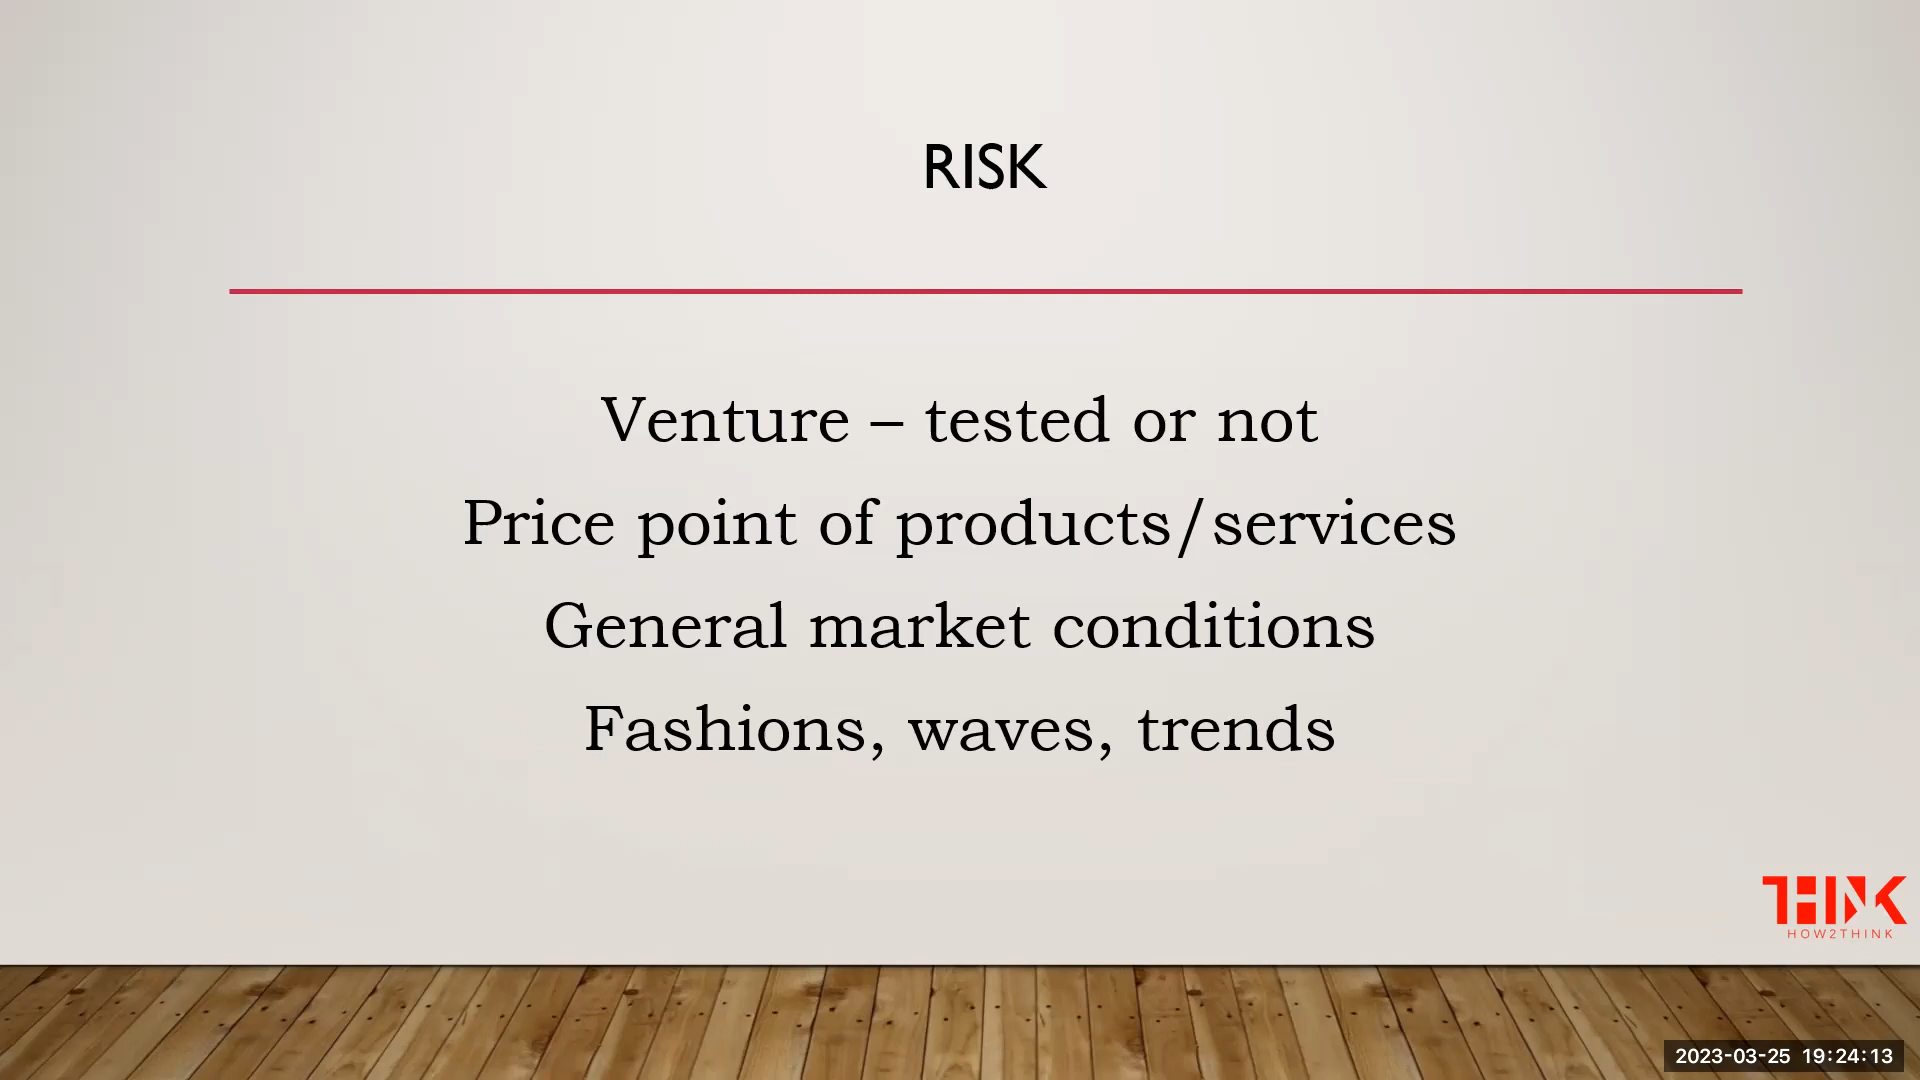 RISK
Venture – tested or not
Price point of products/services
General market conditions
Fashions, waves, trends
THINK
HOW2THINK
2023-03-25 19:24:13